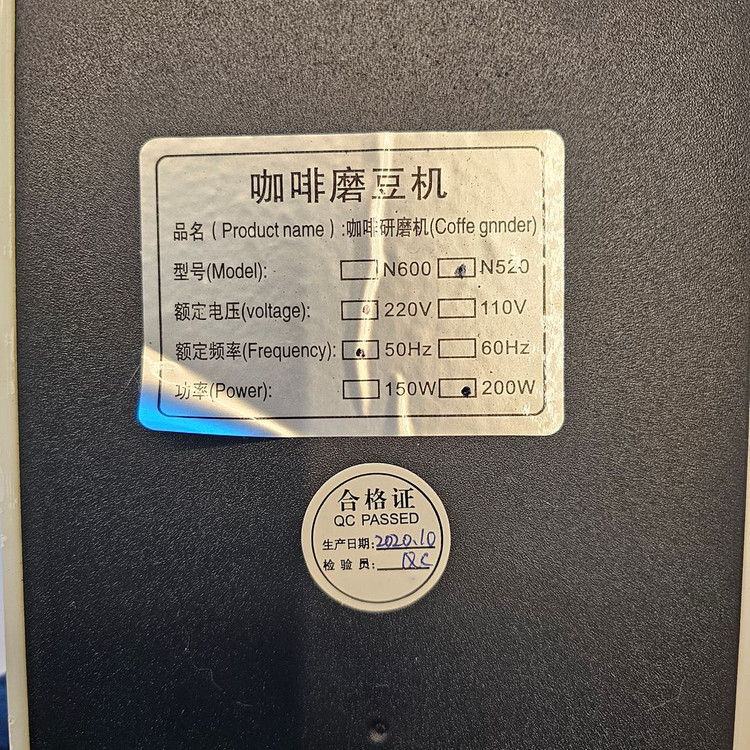 咖啡磨豆机
品名(Product name):咖啡研磨机(Coffe gnnder)
型号(Model): N600 N520
额定电压(voltage): 220V 110V
额定频率(Frequency): 50Hz 60Hz
功率(Power): 150W 200W
合格证
QC PASSED
生产日期:2020.10
检验员:QC